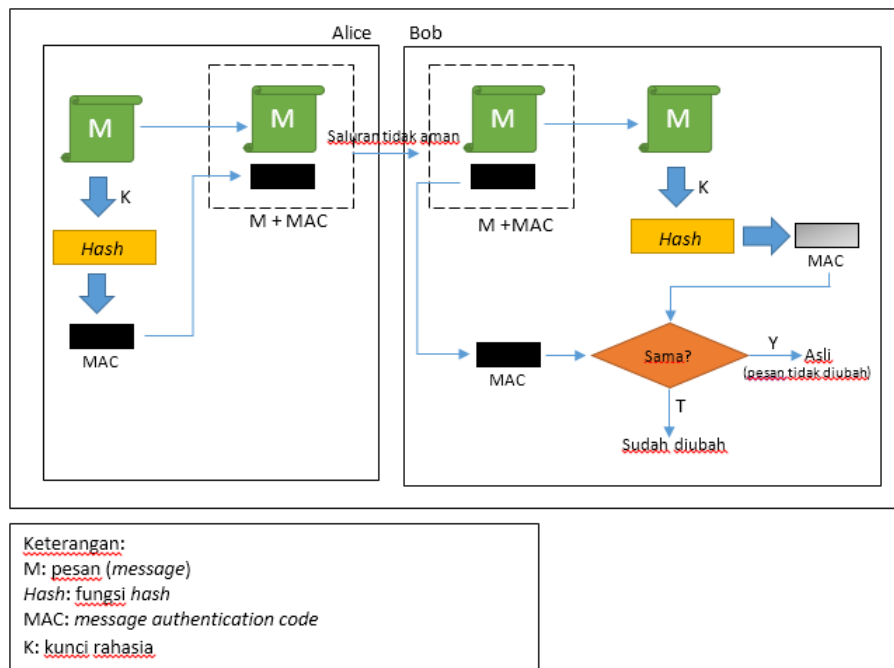 Alice
Bob
M
M
K
Hash
MAC
M + MAC
Saluran tidak aman
M
M
M +MAC
K
Hash
MAC
MAC
Sama?
Y
Asli
(pesan tidak diubah)
T
Sudah diubah
Keterangan:
M: pesan (message)
Hash: fungsi hash
MAC: message authentication code
K: kunci rahasia